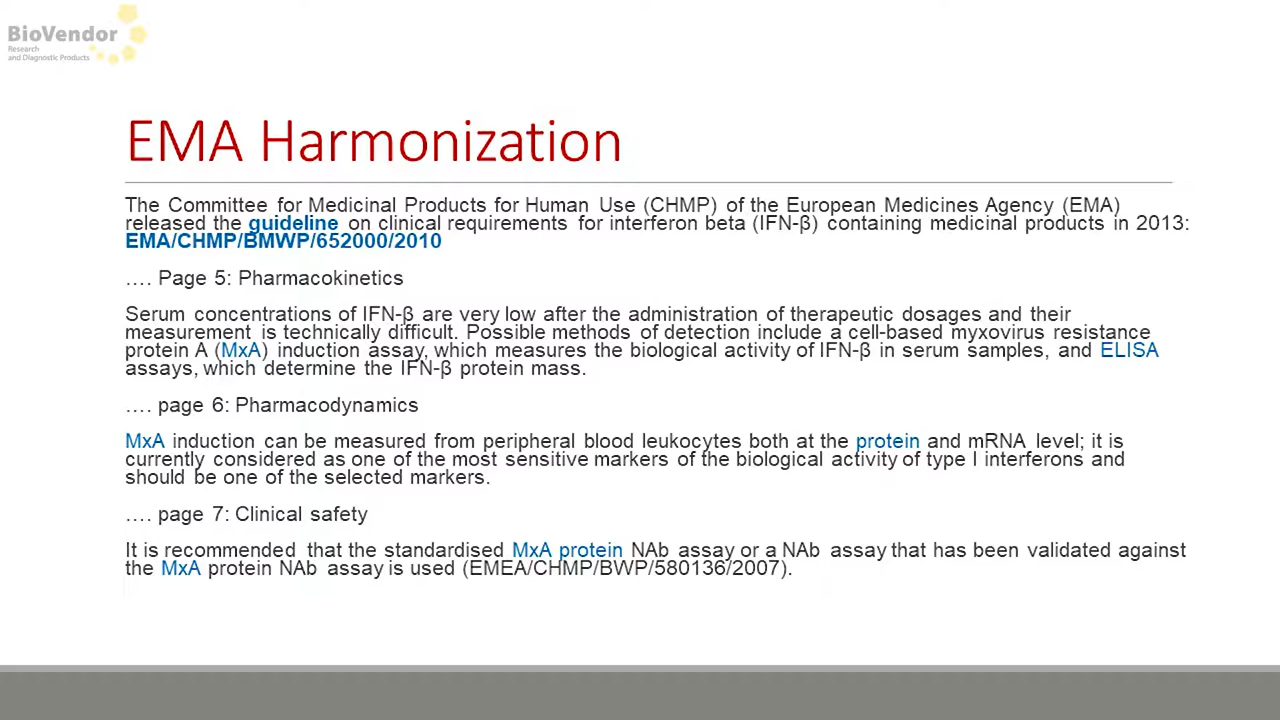 BioVendor
Research
and Diagnostic Products
EMA Harmonization
The Committee for Medicinal Products for Human Use (CHMP) of the European Medicines Agency (EMA)
released the guideline on clinical requirements for interferon beta (IFN-β) containing medicinal products in 2013:
EMA/CHMP/BMWP/652000/2010
.... Page 5: Pharmacokinetics
Serum concentrations of IFN-β are very low after the administration of therapeutic dosages and their
measurement is technically difficult. Possible methods of detection include a cell-based myxovirus resistance
protein A (MxA) induction assay, which measures the biological activity of IFN-β in serum samples, and ELISA
assays, which determine the IFN-β protein mass.
.... page 6: Pharmacodynamics
MxA induction can be measured from peripheral blood leukocytes both at the protein and mRNA level; it is
currently considered as one of the most sensitive markers of the biological activity of type I interferons and
should be one of the selected markers.
.... page 7: Clinical safety
It is recommended that the standardised MxA protein NAb assay or a NAb assay that has been validated against
the MxA protein NAb assay is used (EMEA/CHMP/BWP/580136/2007).